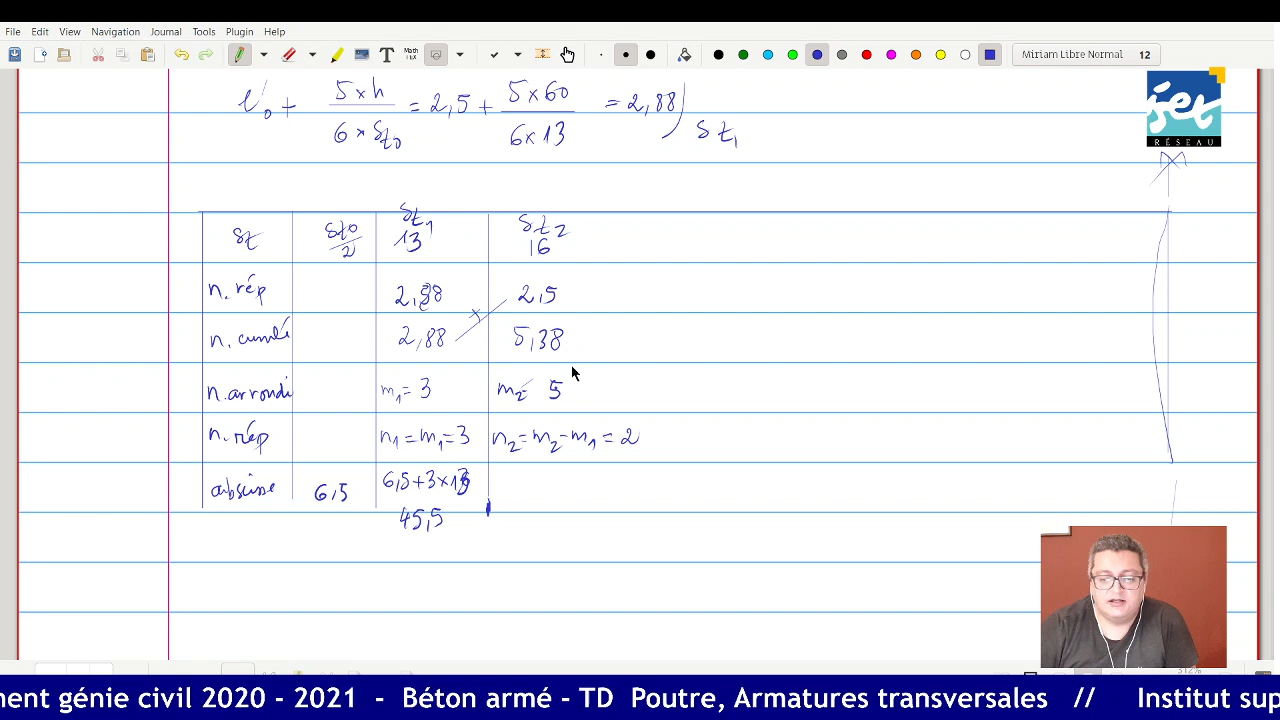 File Edit View Navigation Journal Tools Plugin Help
T Math LaX Miriam Libre Normal 12
ℓ₀ + 5 x h / 6 x St₀ = 2,5 + 5 x 60 / 6 x 13 = 2,88) St₁
iset
RÉSEAU
St St0/2 St₁ 13 St₂ 16
n. rép 2,88 2,5
n. cumulé 2,88 5,38
n. arrondi m₁ = 3 m₂ = 5
n. rép n₁ = m₁ = 3 n₂ = m₂ - m₁ = 2
abscisse 6,5 6,5 + 3 x 13
45,5
ment génie civil 2020 - 2021 - Béton armé - TD Poutre, Armatures transversales // Institut sup